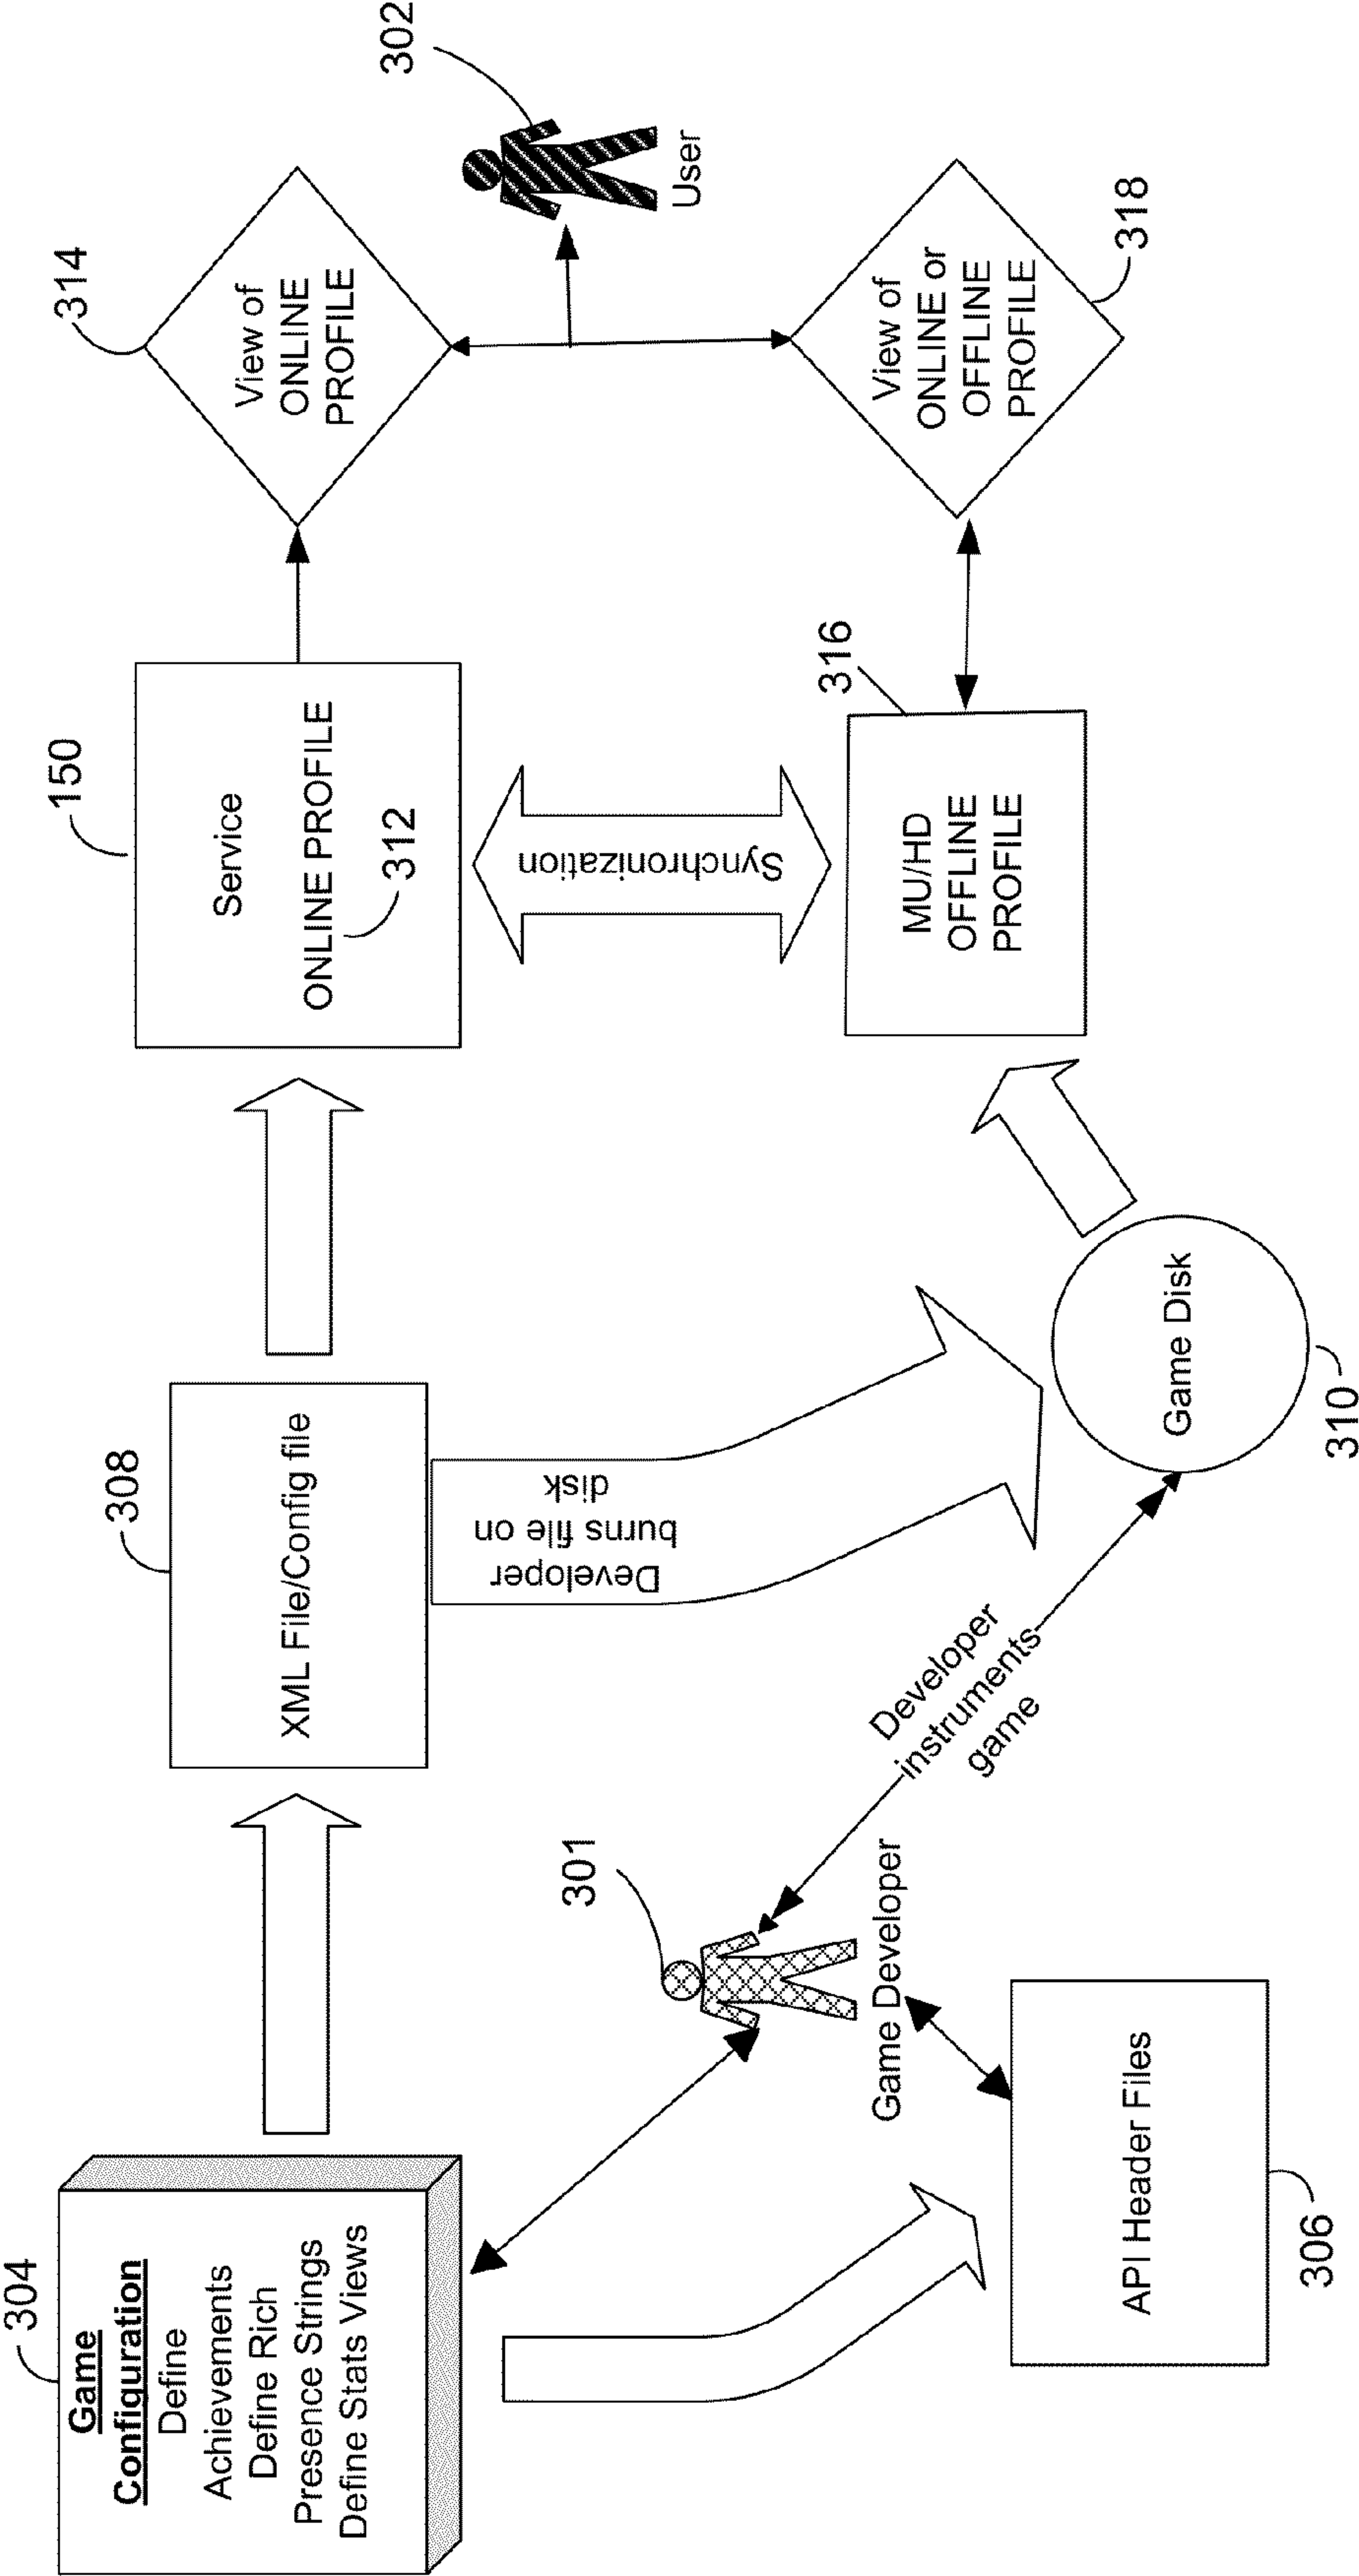 304
Game
Configuration
Define
Achievements
Define Rich
Presence Strings
Define Stats Views
308
XML File/Config file
150
Service
ONLINE PROFILE
312
314
View of
ONLINE
PROFILE
302
User
Developer
burns file on
disk
Synchronization
301
Game Developer
Developer
instruments
game
API Header Files
306
Game Disk
310
316
MU/HD
OFFLINE
PROFILE
View of
ONLINE or
OFFLINE
PROFILE
318